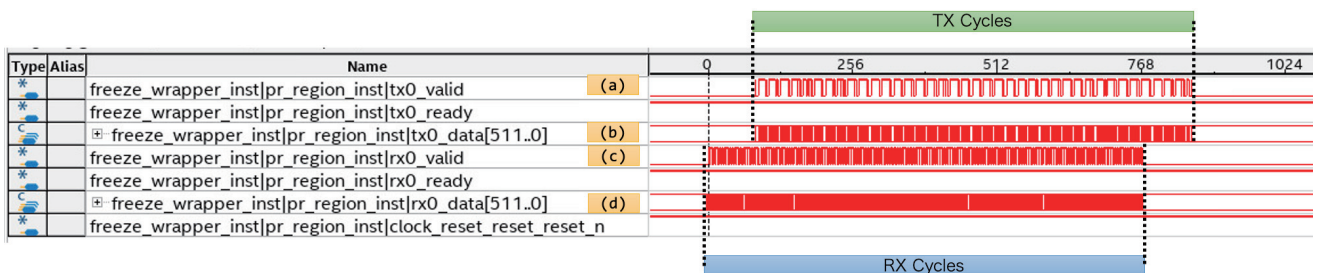 TX Cycles
Type Alias Name 0 256 512 768 1024
* freeze_wrapper_inst|pr_region_inst|tx0_valid (a)
* freeze_wrapper_inst|pr_region_inst|tx0_ready
C freeze_wrapper_inst|pr_region_inst|tx0_data[511..0] (b)
* freeze_wrapper_inst|pr_region_inst|rx0_valid (c)
* freeze_wrapper_inst|pr_region_inst|rx0_ready
C freeze_wrapper_inst|pr_region_inst|rx0_data[511..0] (d)
* freeze_wrapper_inst|pr_region_inst|clock_reset_reset_reset_n
RX Cycles